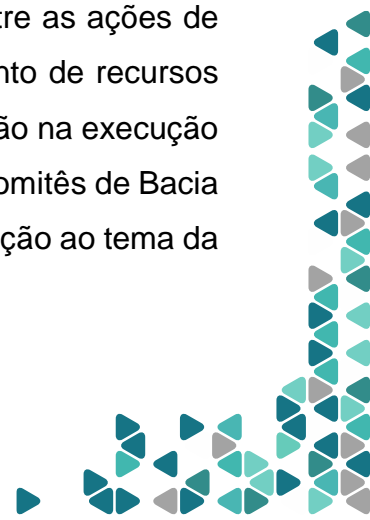 tre as ações de
nto de recursos
ão na execução
omitês de Bacia
ção ao tema da